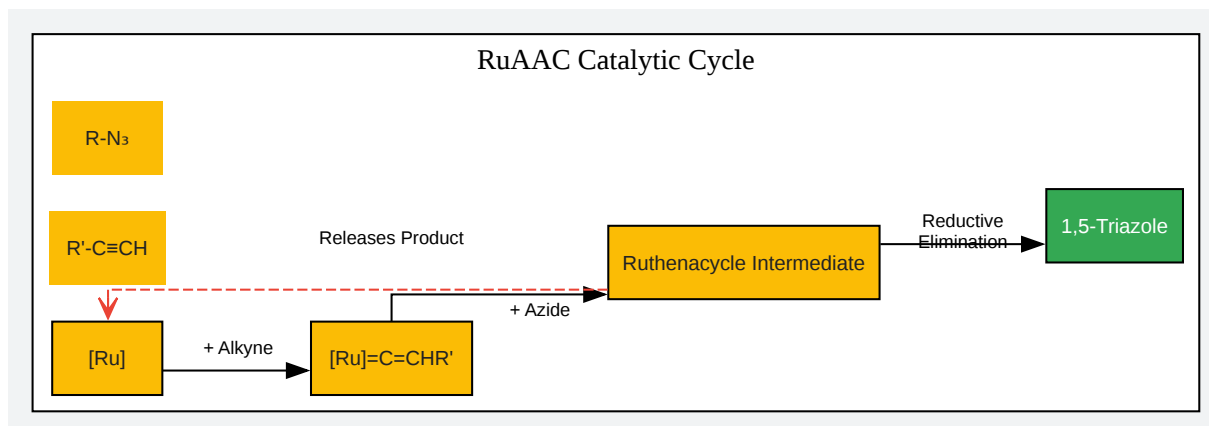 RuAAC Catalytic Cycle
R-N₃
R'-C≡CH
Releases Product
Reductive
Elimination
1,5-Triazole
Ruthenacycle Intermediate
+ Azide
[Ru]
+ Alkyne
[Ru]=C=CHR'